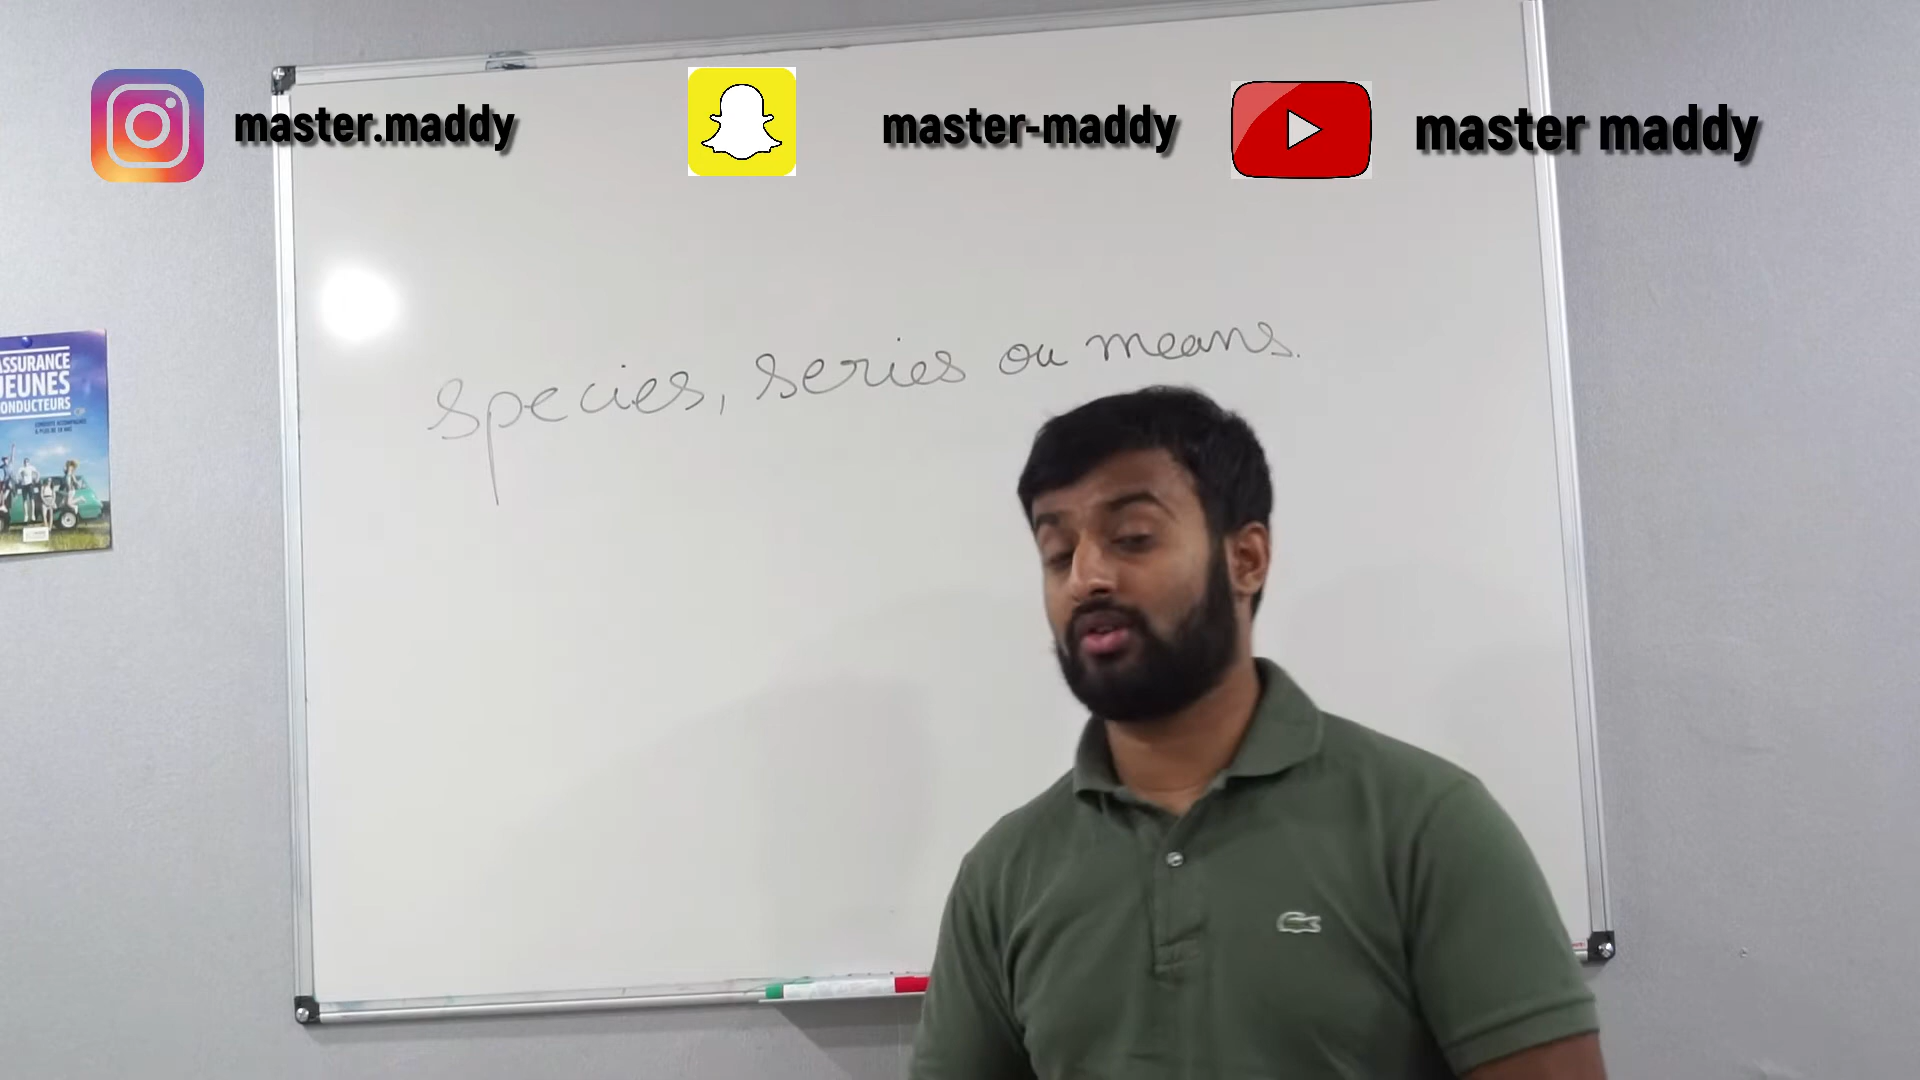 master.maddy
master-maddy
master maddy
species, series ou means.
ASSURANCE
JEUNES
CONDUCTEURS